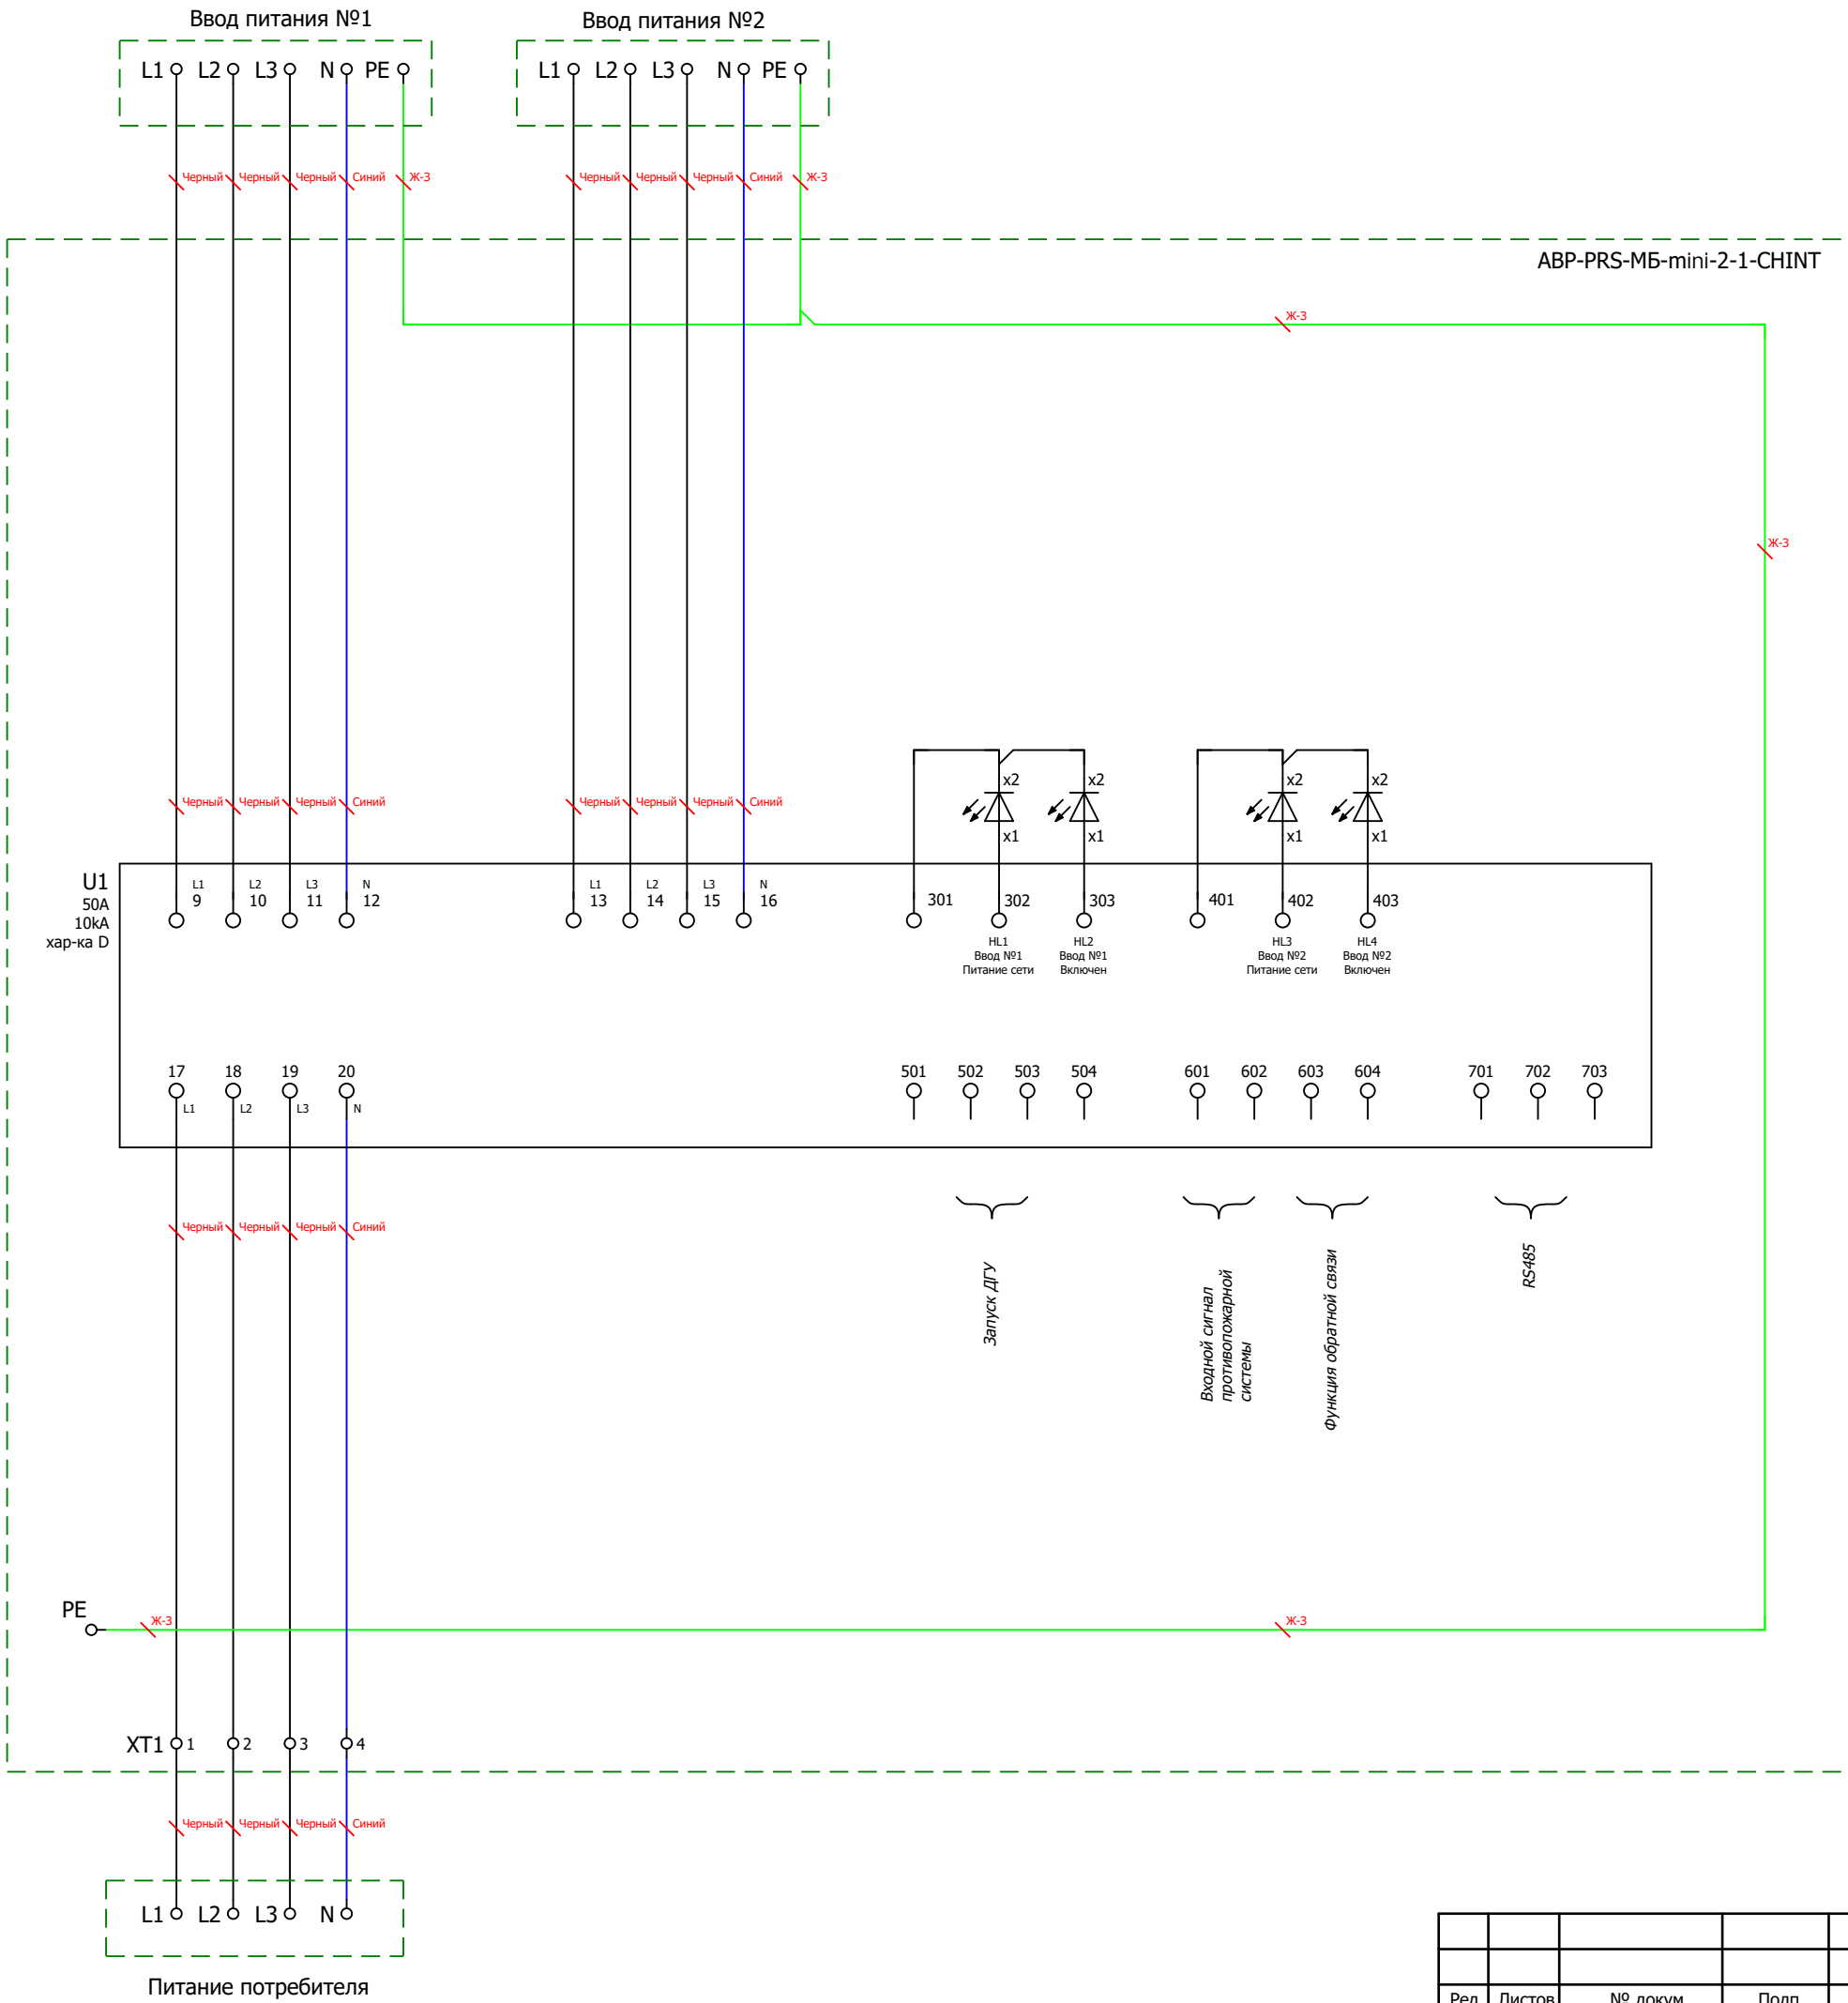 Ввод питания №1
Ввод питания №2
L1 L2 L3 N PE
L1 L2 L3 N PE
Черный Черный Черный Синий Ж-З
Черный Черный Черный Синий Ж-З
АВР-PRS-МБ-mini-2-1-CHINT
Ж-З
Ж-З
x2 x2 x2 x2
Черный Черный Черный Синий
Черный Черный Черный Синий
x1 x1 x1 x1
U1
50А
10kA
хар-ка D
L1 L2 L3 N
9 10 11 12
L1 L2 L3 N
13 14 15 16
301 302 303
401 402 403
HL1
Ввод №1
Питание сети
HL2
Ввод №1
Включен
HL3
Ввод №2
Питание сети
HL4
Ввод №2
Включен
17 18 19 20
L1 L2 L3 N
501 502 503 504
601 602 603 604
701 702 703
Черный Черный Черный Синий
Запуск ДГУ
Входной сигнал
противопожарной
системы
Функция обратной связи
RS485
PE
Ж-З
Ж-З
XT1 1 2 3 4
Черный Черный Черный Синий
L1 L2 L3 N
Питание потребителя
Ред Листов № докум Подп